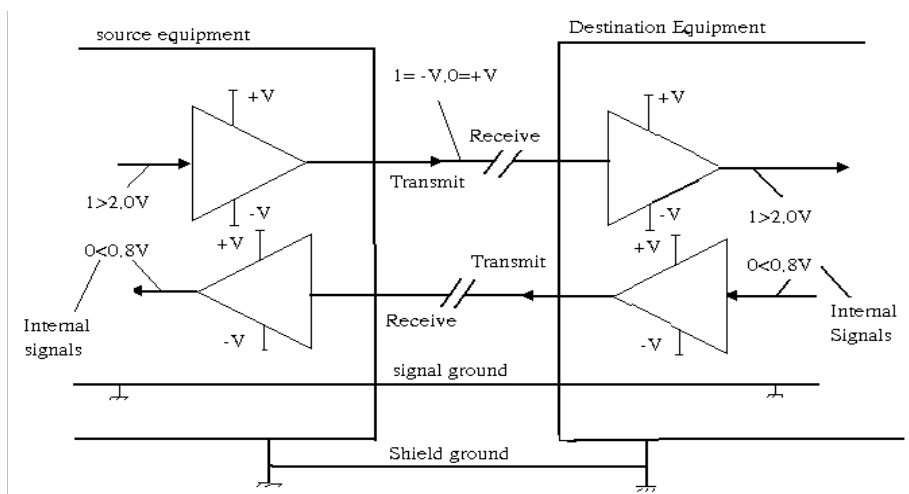 source equipment
Destination Equipment
1= -V,0=+V
+V
+V
Receive
Transmit
1>2.0V
1>2.0V
-V
-V
+V
+V
0<0.8V
Transmit
0<0.8V
Internal
signals
Receive
Internal
Signals
-V
-V
signal ground
Shield ground